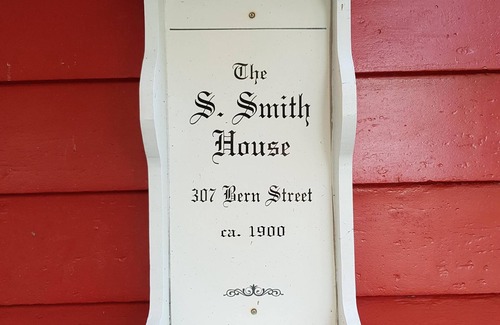 The
S. Smith
House
307 Bern Street
ca. 1900